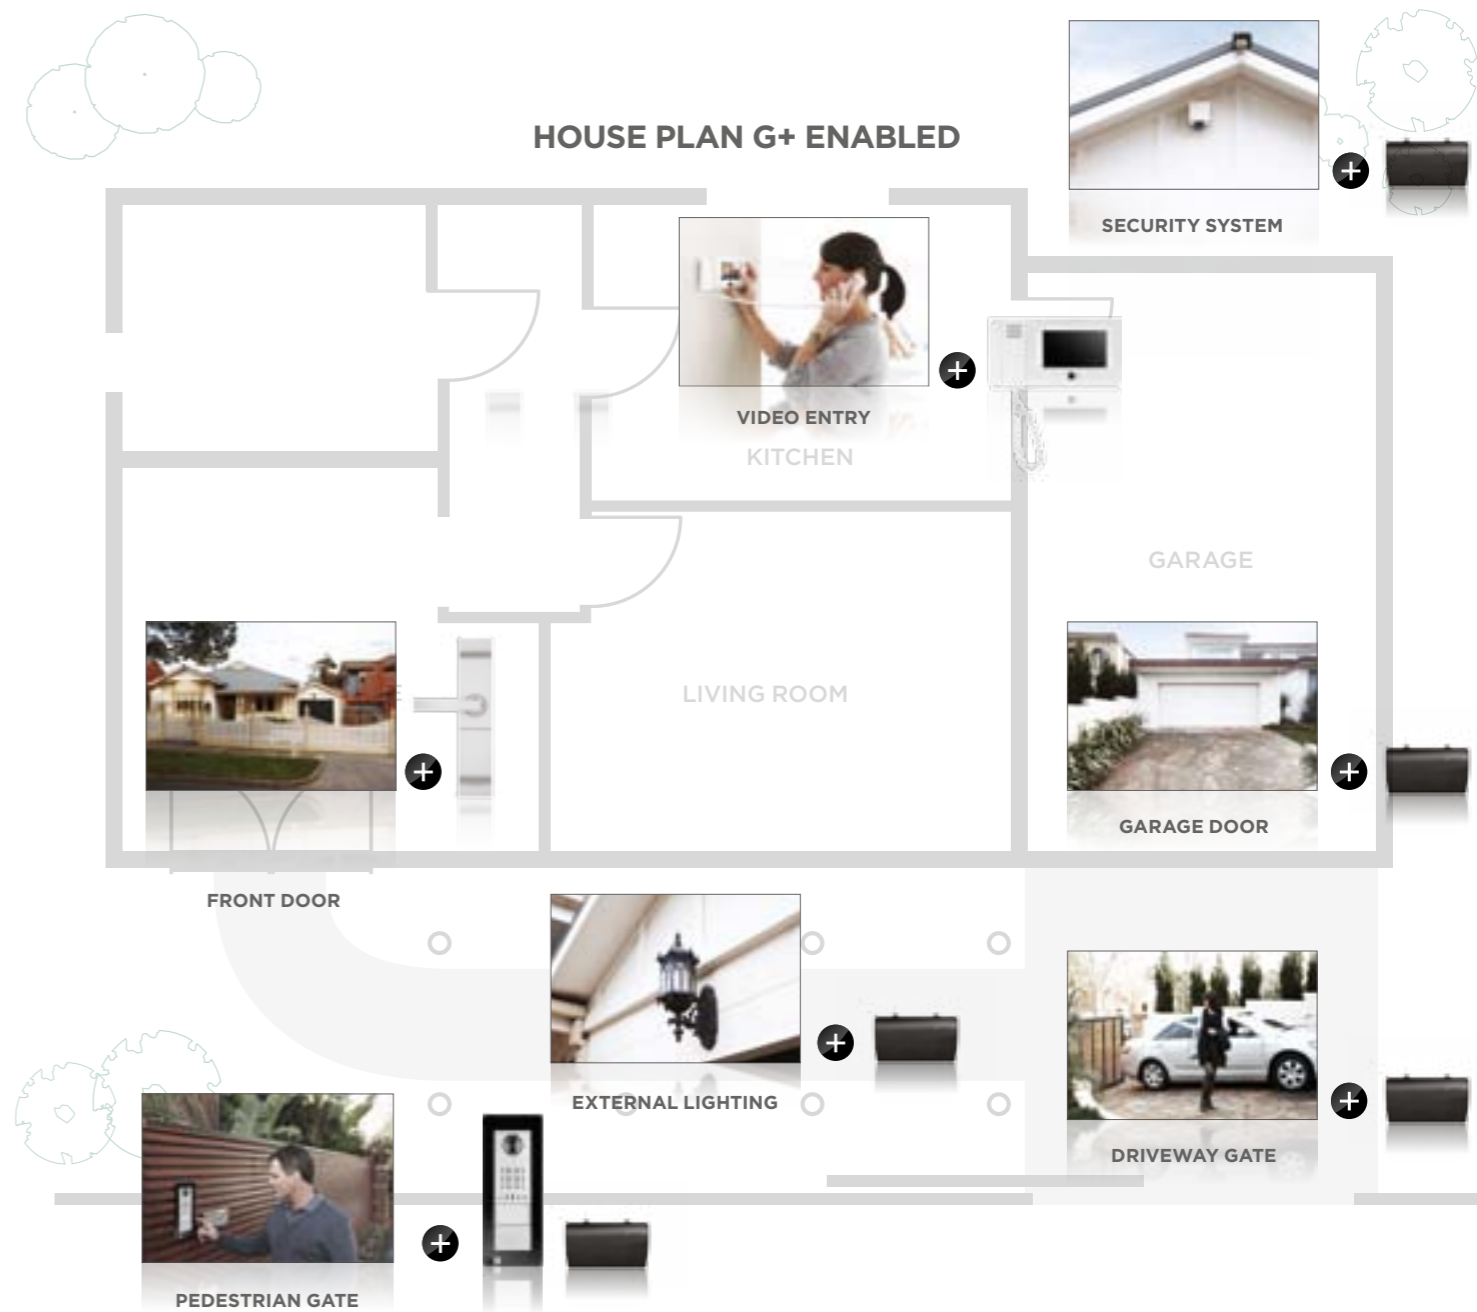 HOUSE PLAN G+ ENABLED
SECURITY SYSTEM
VIDEO ENTRY
KITCHEN
GARAGE
LIVING ROOM
GARAGE DOOR
FRONT DOOR
EXTERNAL LIGHTING
DRIVEWAY GATE
PEDESTRIAN GATE